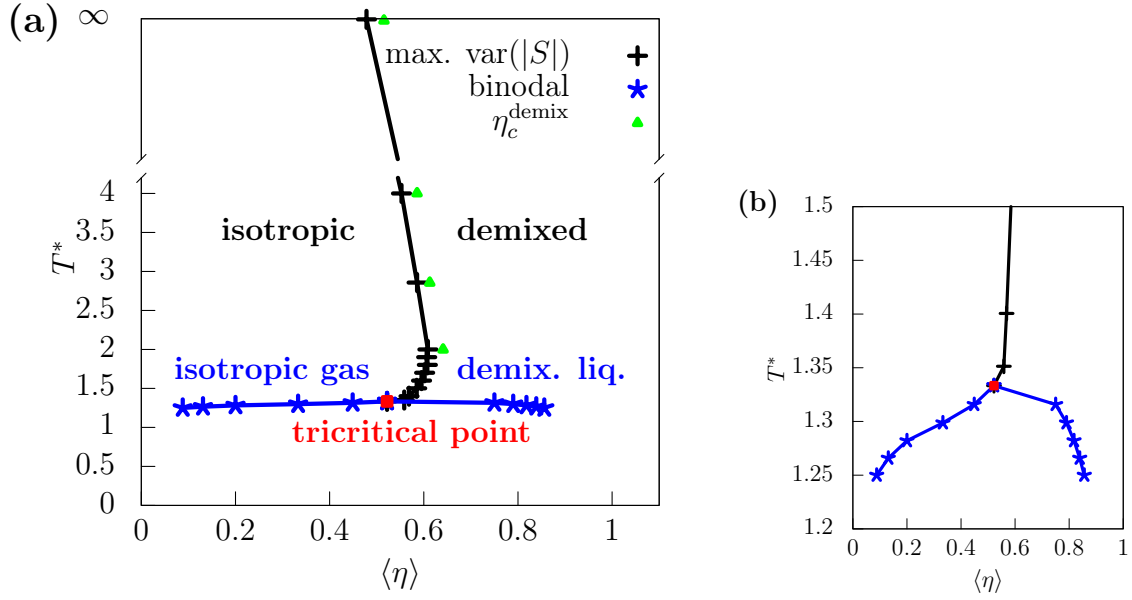 (a)
∞
max. var(|S|)
binodal
η_c^demix
4
3.5
3
2.5
2
1.5
1
0.5
0
T*
isotropic demixed
isotropic gas demix. liq.
tricritical point
0 0.2 0.4 0.6 0.8 1
⟨η⟩
(b)
1.5
1.45
1.4
1.35
1.3
1.25
1.2
T*
0 0.2 0.4 0.6 0.8 1
⟨η⟩